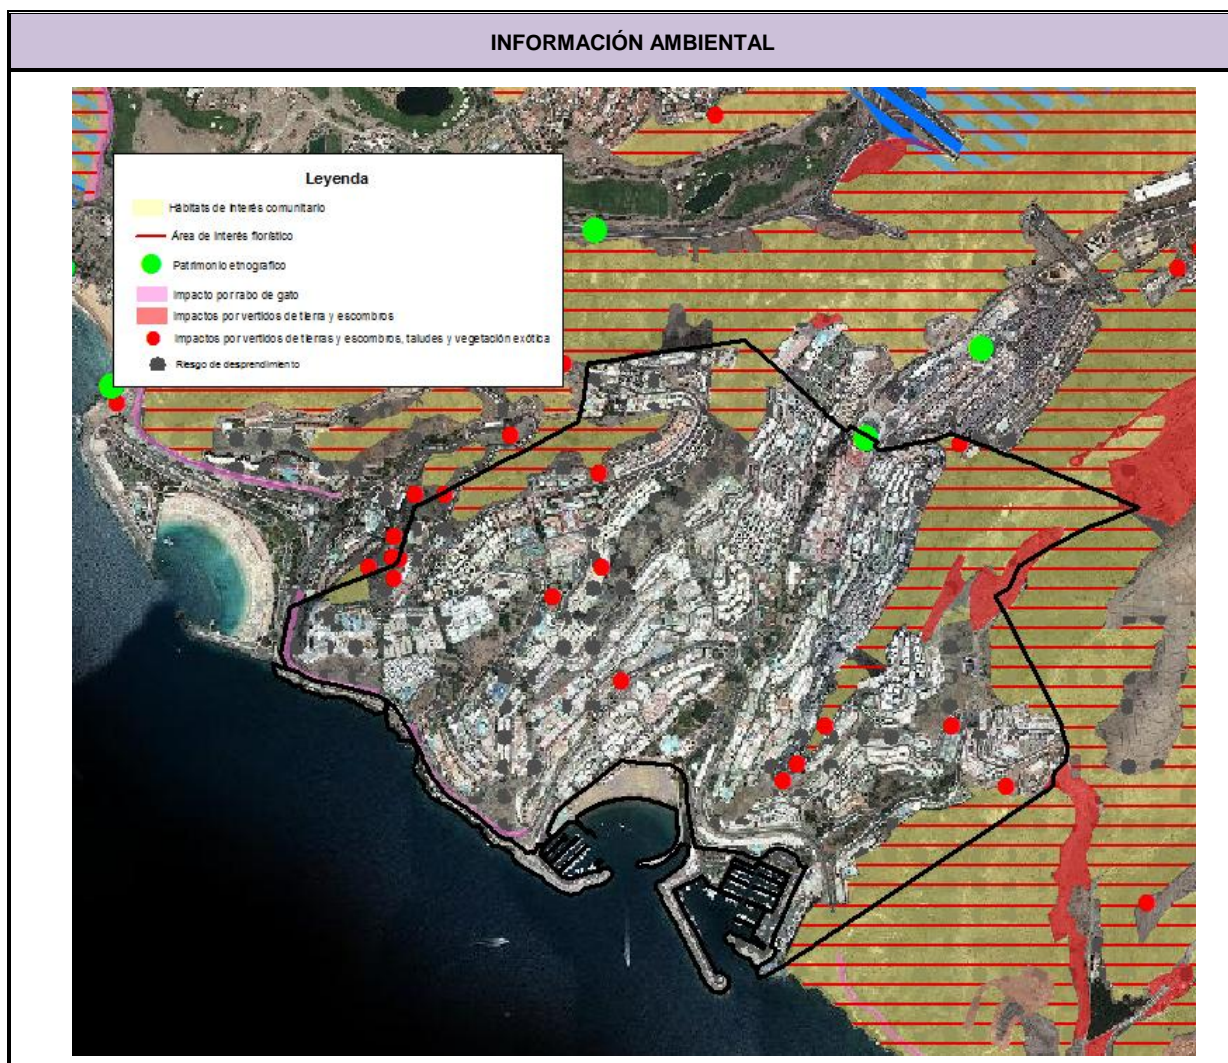 INFORMACIÓN AMBIENTAL
Leyenda
Hábitats de interés comunitario
Área de interés florístico
Patrimonio etnografico
Impacto por rabo de gato
Impactos por vertidos de tierra y escombros
Impactos por vertidos de tierras y escombros, taludes y vegetación exótica
Riesgo de desprendimiento